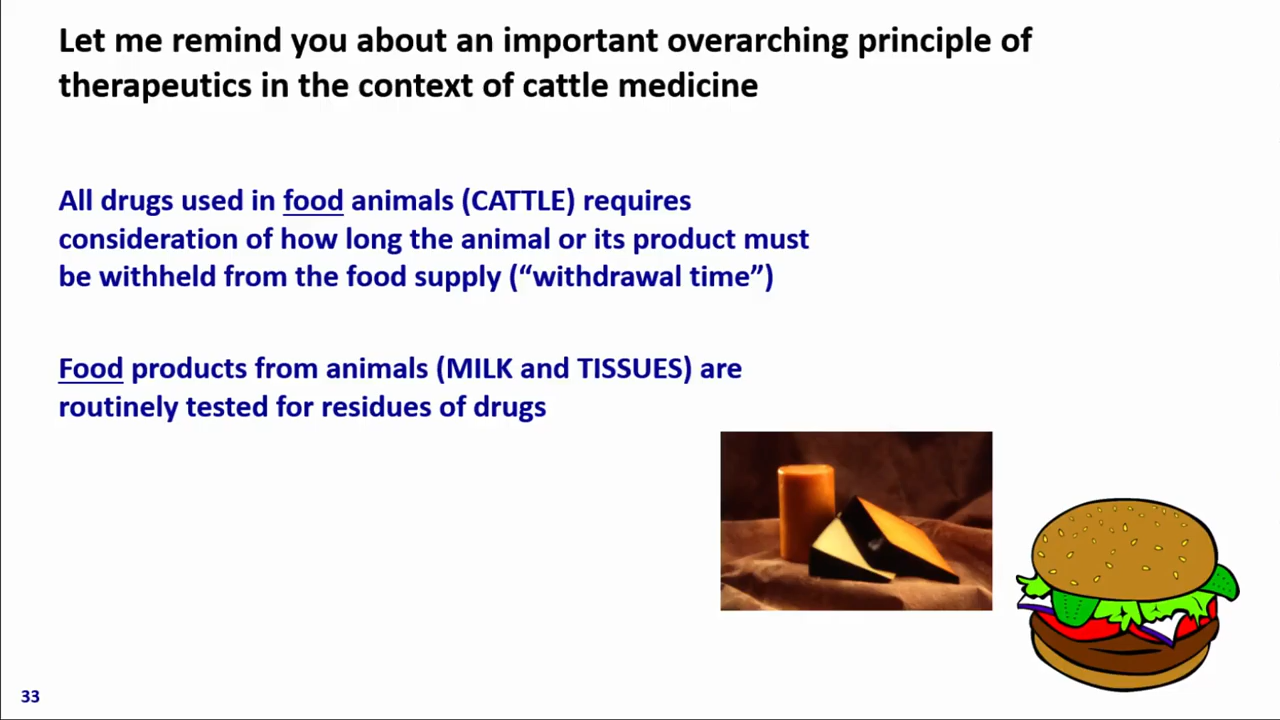 Let me remind you about an important overarching principle of
therapeutics in the context of cattle medicine
All drugs used in food animals (CATTLE) requires
consideration of how long the animal or its product must
be withheld from the food supply (“withdrawal time”)
Food products from animals (MILK and TISSUES) are
routinely tested for residues of drugs
33